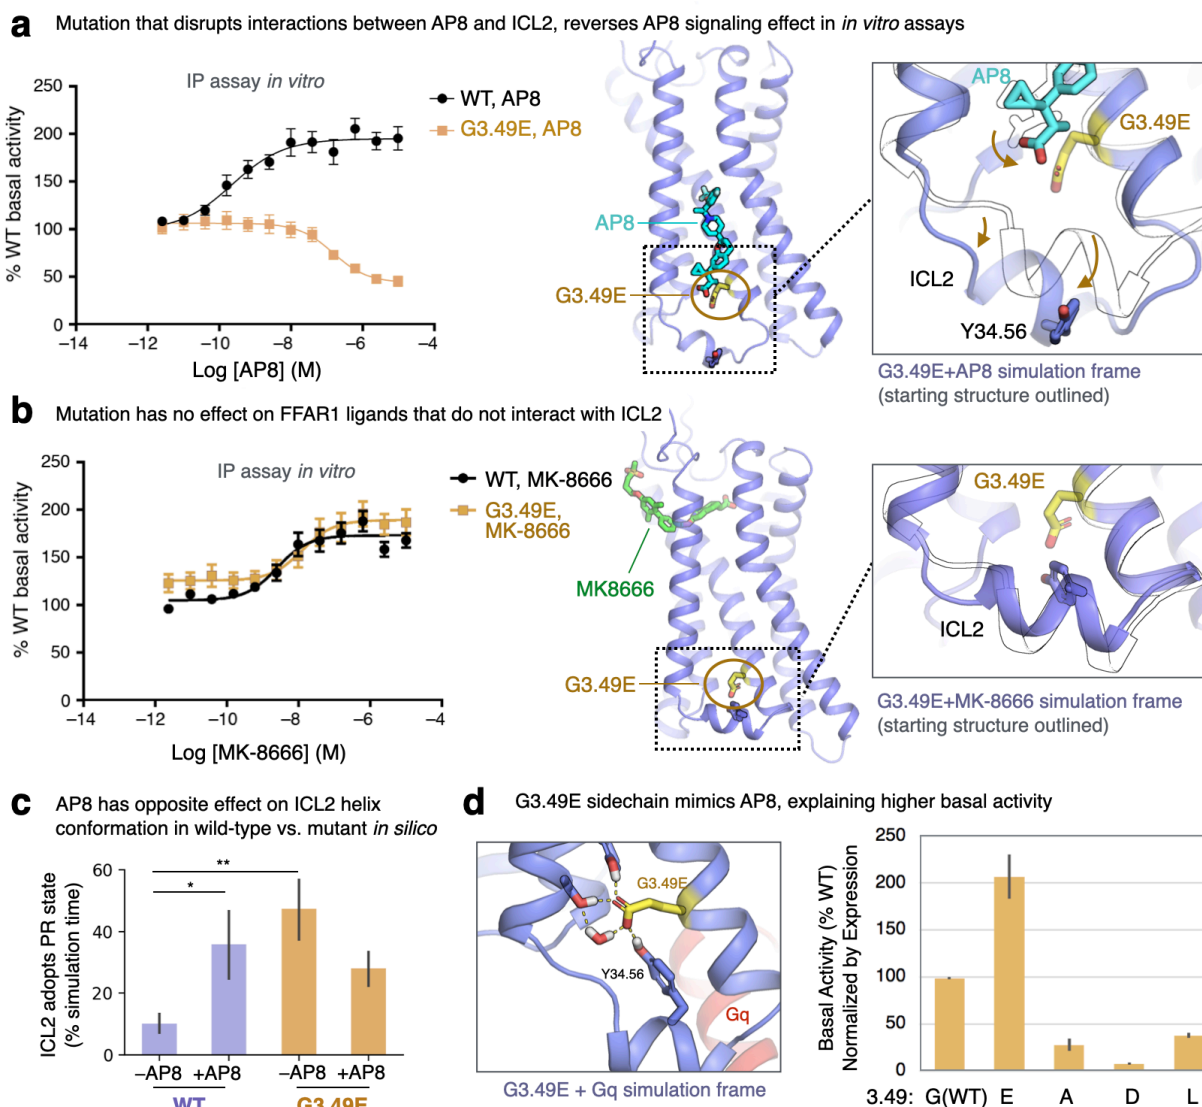 a Mutation that disrupts interactions between AP8 and ICL2, reverses AP8 signaling effect in in vitro assays
IP assay in vitro
% WT basal activity
250
200
150
100
50
0
−14
−12
−10
−8
−6
−4
Log [AP8] (M)
WT, AP8
G3.49E, AP8
AP8
G3.49E
AP8
G3.49E
ICL2
Y34.56
G3.49E+AP8 simulation frame
(starting structure outlined)
b Mutation has no effect on FFAR1 ligands that do not interact with ICL2
IP assay in vitro
% WT basal activity
250
200
150
100
50
0
−14
−12
−10
−8
−6
−4
Log [MK-8666] (M)
WT, MK-8666
G3.49E,
MK-8666
MK8666
G3.49E
G3.49E
ICL2
G3.49E+MK-8666 simulation frame
(starting structure outlined)
c AP8 has opposite effect on ICL2 helix
conformation in wild-type vs. mutant in silico
ICL2 adopts PR state
(% simulation time)
60
40
20
0
**
*
−AP8 +AP8 −AP8 +AP8
WT G3.49E
d G3.49E sidechain mimics AP8, explaining higher basal activity
G3.49E
Y34.56
Gq
G3.49E + Gq simulation frame
Basal Activity (% WT)
Normalized by Expression
250
200
150
100
50
0
3.49: G(WT) E A D L